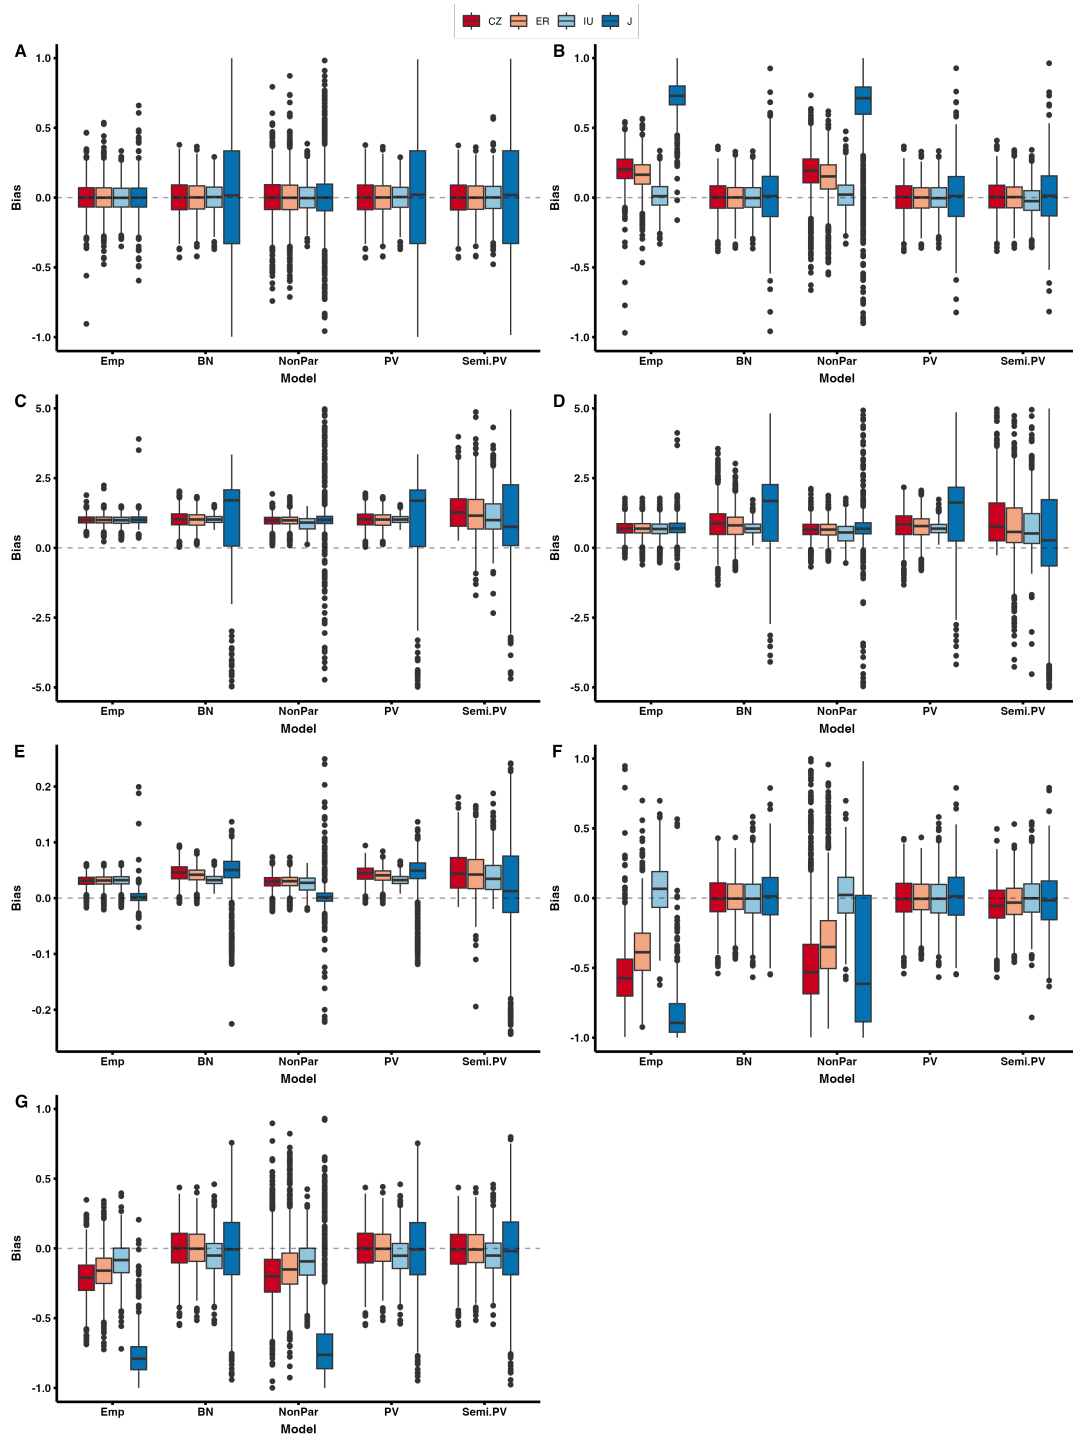 CZ ER IU J
A
1.0
0.5
0.0
-0.5
-1.0
Bias
Emp BN NonPar PV Semi.PV
Model
B
1.0
0.5
0.0
-0.5
-1.0
Bias
Emp BN NonPar PV Semi.PV
Model
C
5.0
2.5
0.0
-2.5
-5.0
Bias
Emp BN NonPar PV Semi.PV
Model
D
5.0
2.5
0.0
-2.5
-5.0
Bias
Emp BN NonPar PV Semi.PV
Model
E
0.2
0.1
0.0
-0.1
-0.2
Bias
Emp BN NonPar PV Semi.PV
Model
F
1.0
0.5
0.0
-0.5
-1.0
Bias
Emp BN NonPar PV Semi.PV
Model
G
1.0
0.5
0.0
-0.5
-1.0
Bias
Emp BN NonPar PV Semi.PV
Model